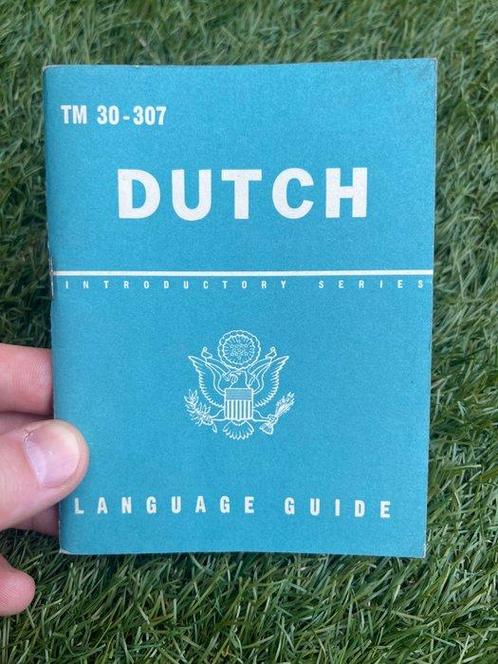 TM 30-307
DUTCH
INTRODUCTORY SERIES
LANGUAGE GUIDE